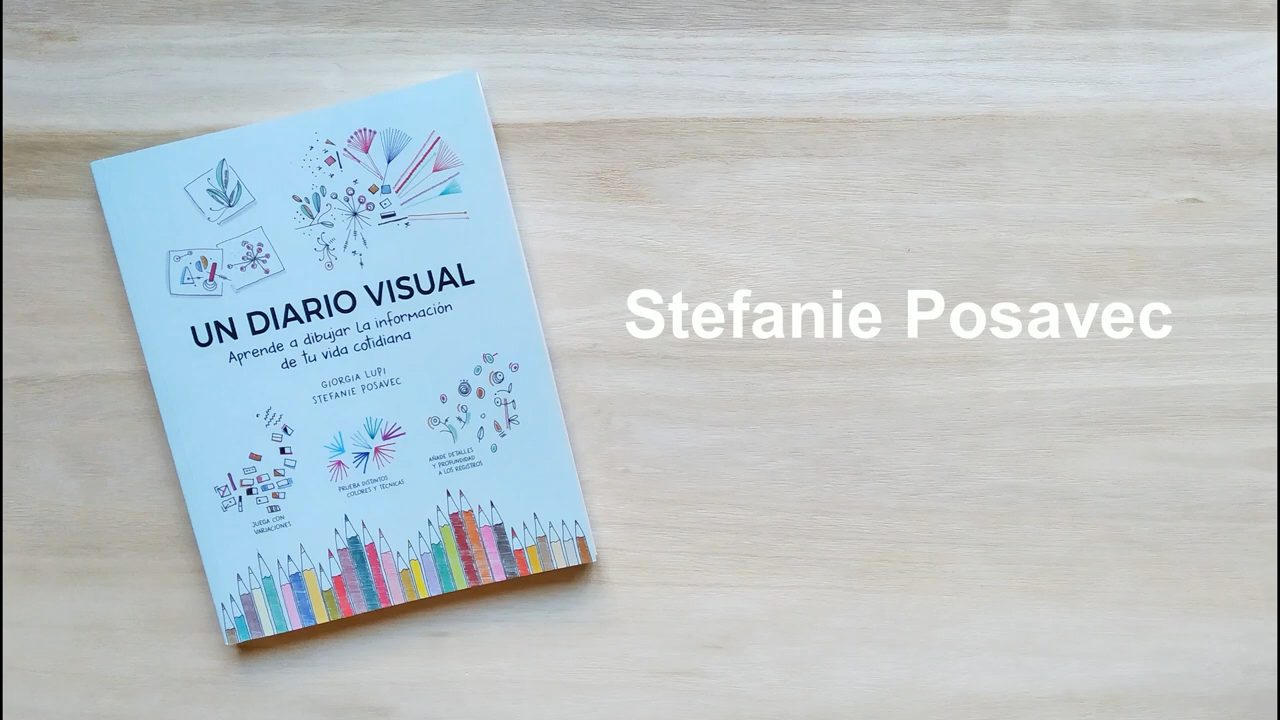 UN DIARIO VISUAL
Aprende a dibujar la información
de tu vida cotidiana
GIORGIA LUPI
STEFANIE POSAVEC
JUEGA CON
VARIACIONES
PRUEBA DISTINTOS
COLORES Y TÉCNICAS
AÑADE DETALLES
Y PROFUNDIDAD
A LOS REGISTROS
Stefanie Posavec